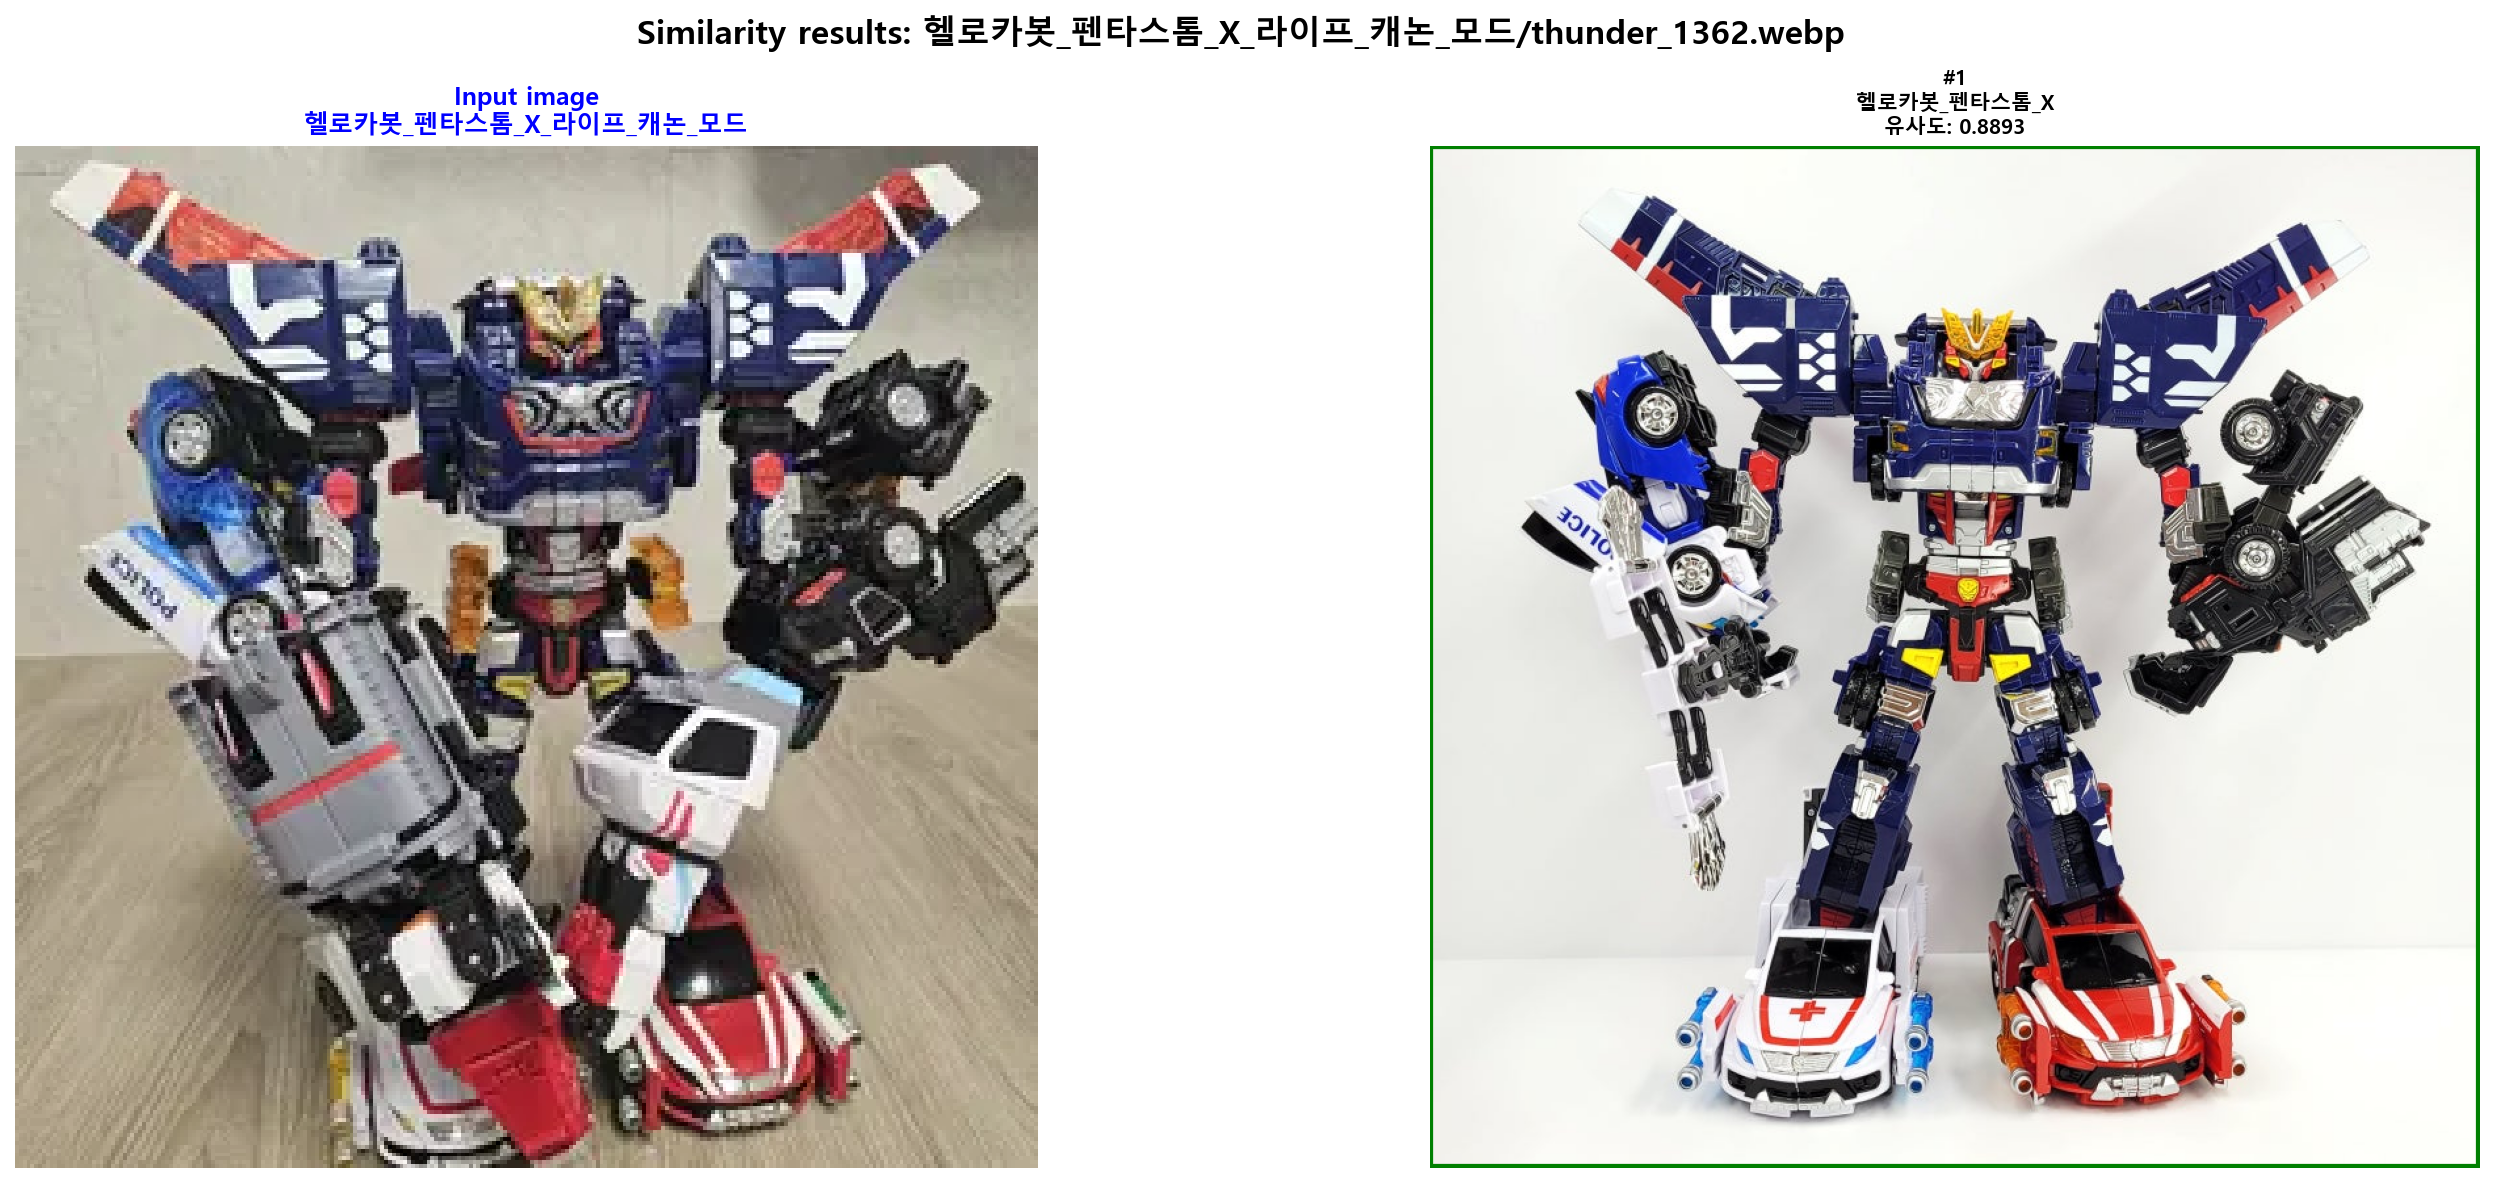 Similarity results: 헬로카봇_펜타스톰_X_라이프_캐논_모드/thunder_1362.webp
Input image
헬로카봇_펜타스톰_X_라이프_캐논_모드
#1
헬로카봇_펜타스톰_X
유사도: 0.8893
POLICE
POLICE